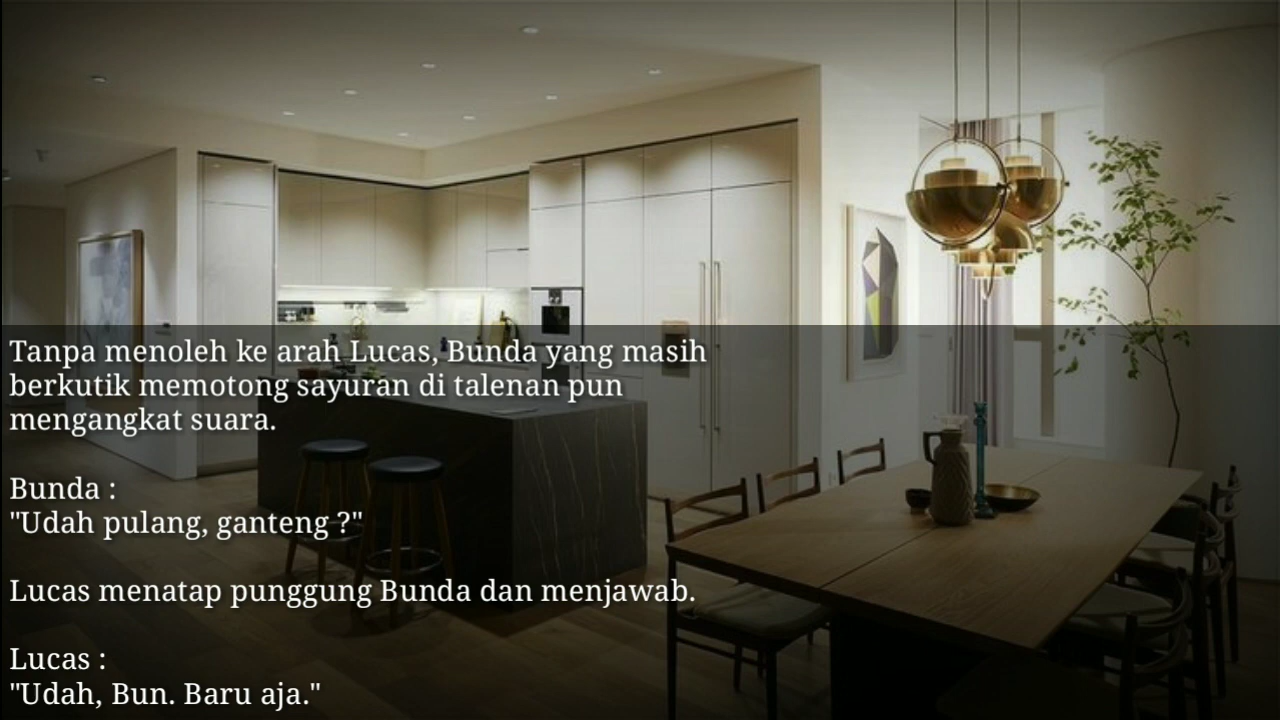 Tanpa menoleh ke arah Lucas, Bunda yang masih
berkutik memotong sayuran di talenan pun
mengangkat suara.
Bunda :
"Udah pulang, ganteng ?"
Lucas menatap punggung Bunda dan menjawab.
Lucas :
"Udah, Bun. Baru aja."